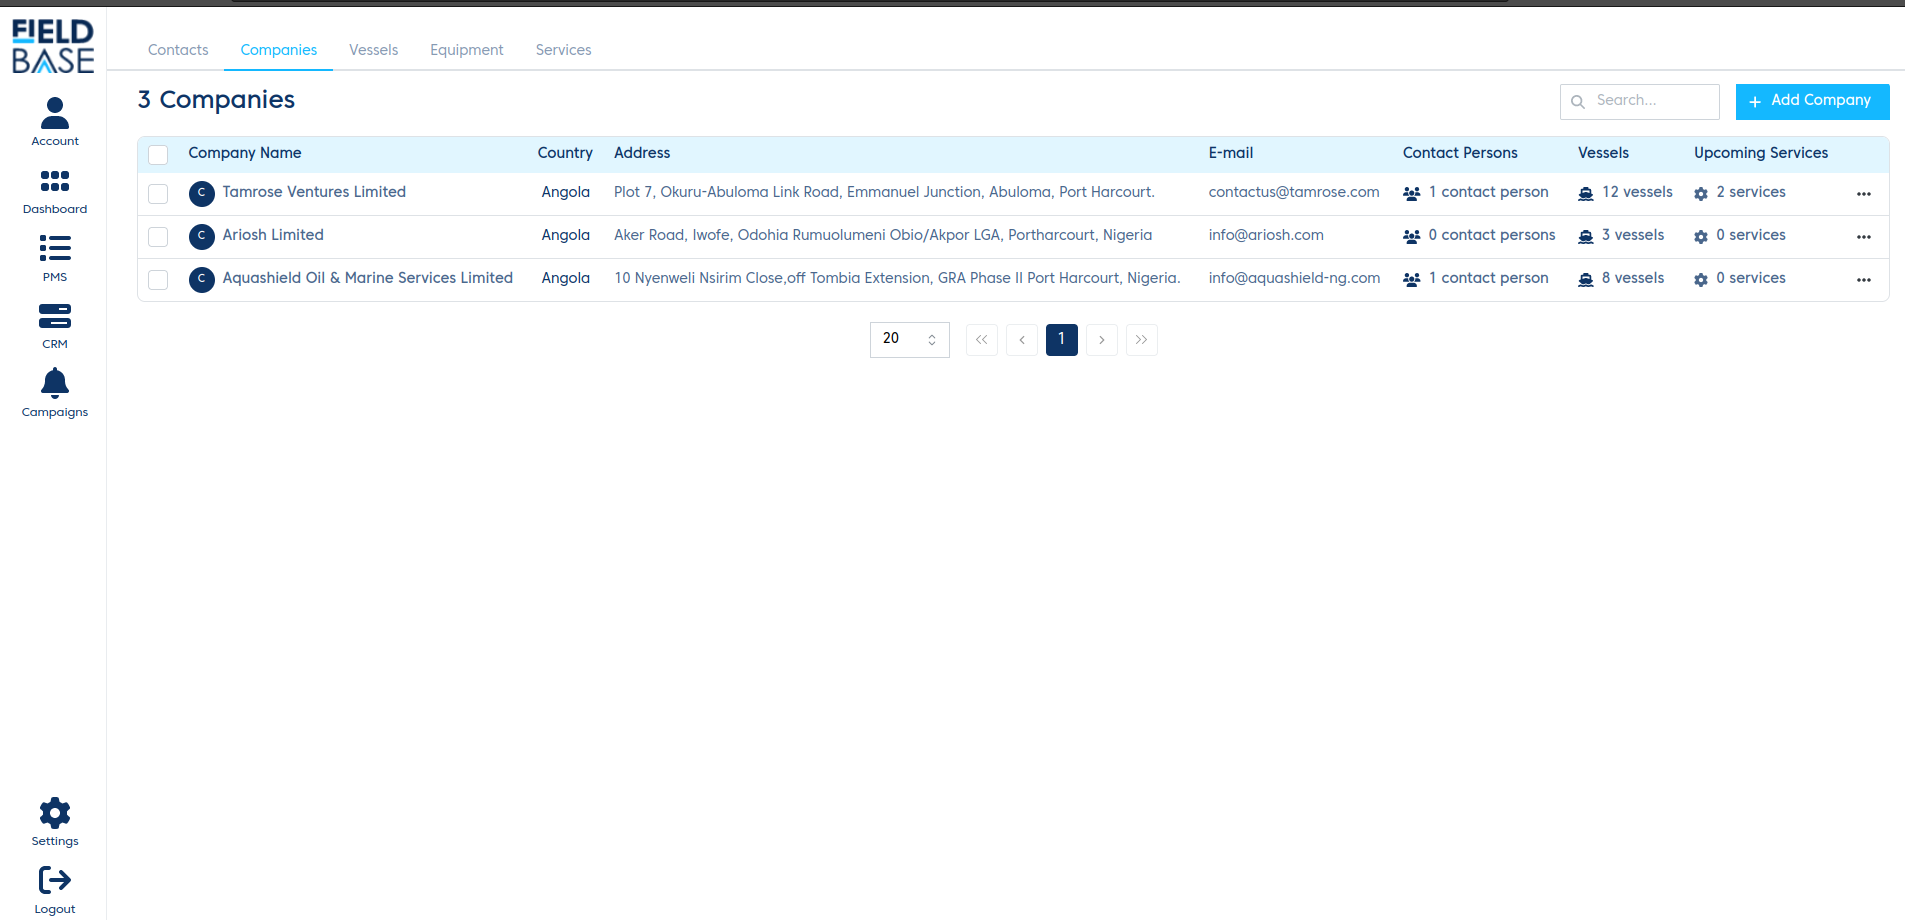 FIELD
BASE
Account
Dashboard
PMS
CRM
Campaigns
Settings
Logout
Contacts Companies Vessels Equipment Services
3 Companies
Search...
+ Add Company
Company Name Country Address E-mail Contact Persons Vessels Upcoming Services
C Tamrose Ventures Limited Angola Plot 7, Okuru-Abuloma Link Road, Emmanuel Junction, Abuloma, Port Harcourt. contactus@tamrose.com 1 contact person 12 vessels 2 services
C Ariosh Limited Angola Aker Road, Iwofe, Odohia Rumuolumeni Obio/Akpor LGA, Portharcourt, Nigeria info@ariosh.com 0 contact persons 3 vessels 0 services
C Aquashield Oil & Marine Services Limited Angola 10 Nyenweli Nsirim Close,off Tombia Extension, GRA Phase II Port Harcourt, Nigeria. info@aquashield-ng.com 1 contact person 8 vessels 0 services
20 1